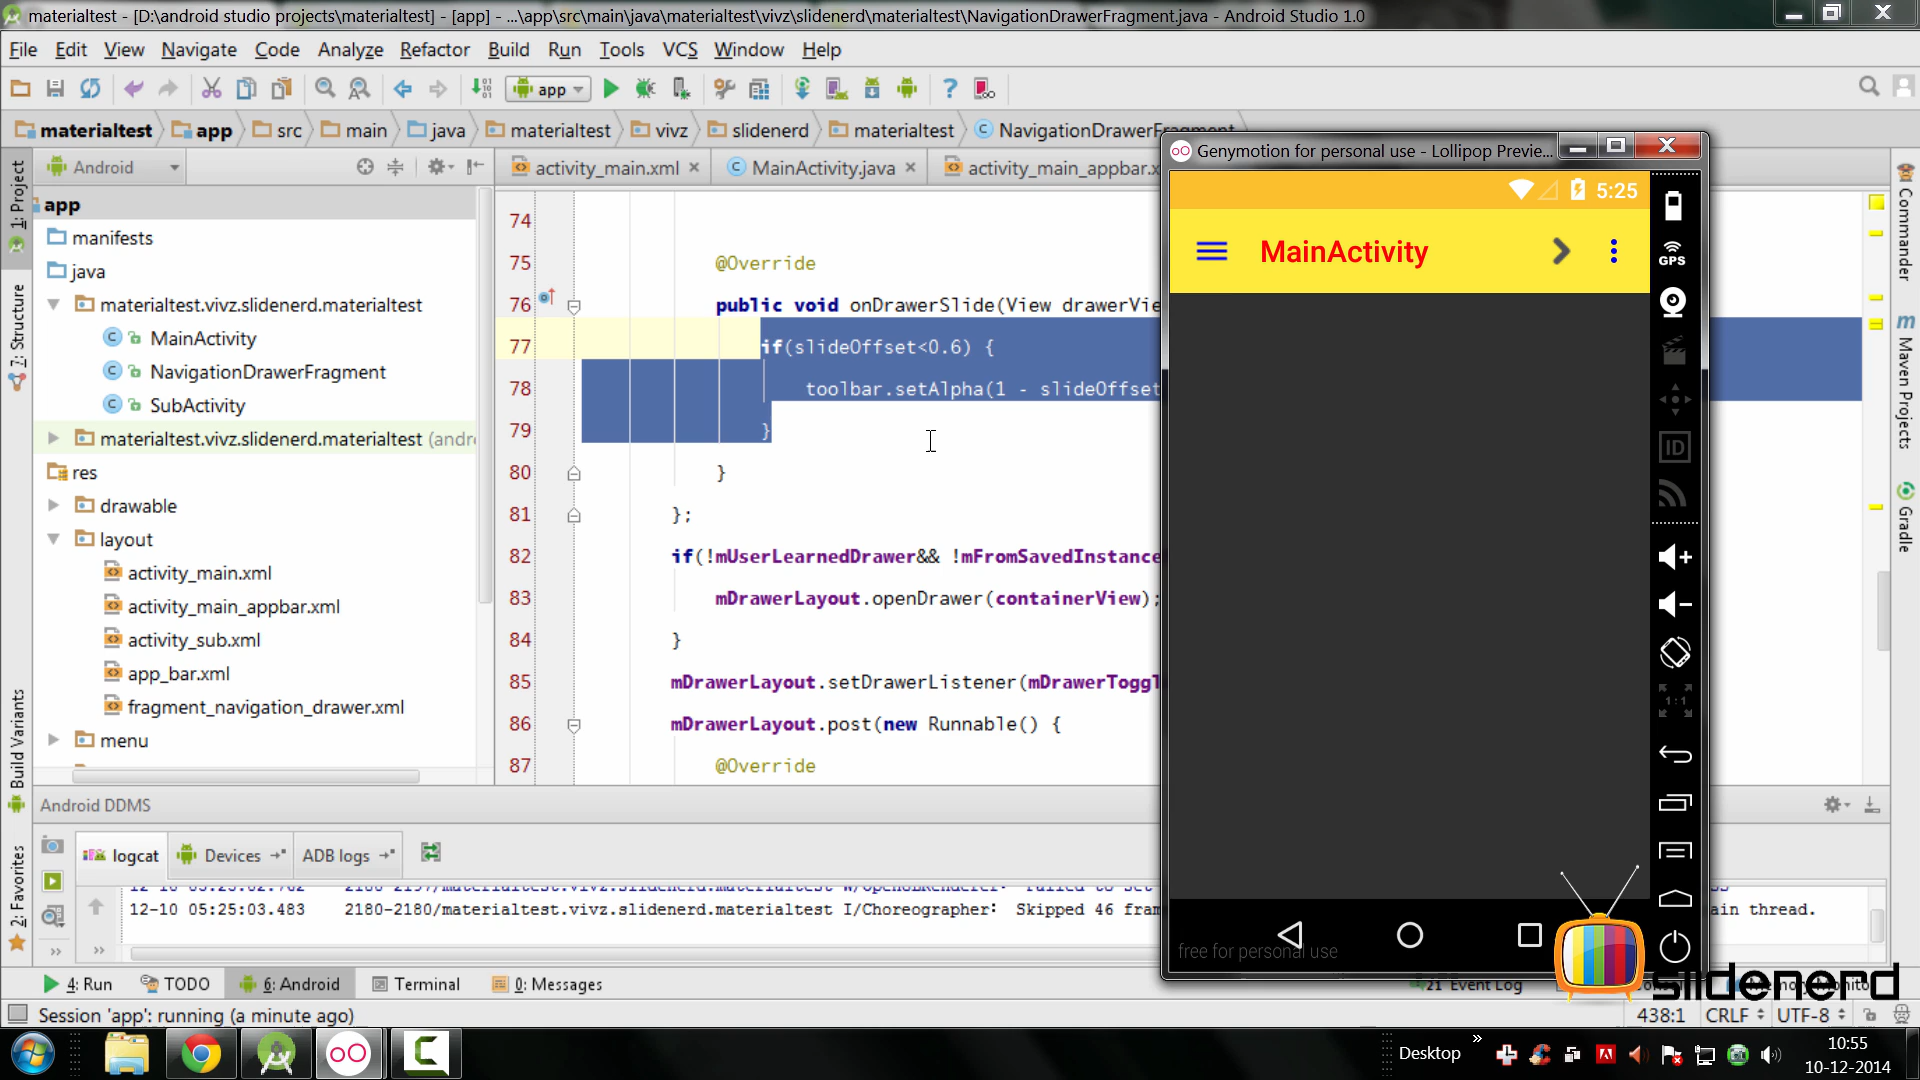 materialtest - [D:\android studio projects\materialtest] - [app] - ...\app\src\main\java\materialtest\vivz\slidenerd\materialtest\NavigationDrawerFragment.java - Android Studio 1.0
File Edit View Navigate Code Analyze Refactor Build Run Tools VCS Window Help
app
materialtest app src main java materialtest vivz slidenerd materialtest NavigationDrawerFragment
Android
activity_main.xml MainActivity.java activity_main_appbar.x
1: Project
7: Structure
Build Variants
2: Favorites
app
manifests
java
materialtest.vivz.slidenerd.materialtest
MainActivity
NavigationDrawerFragment
SubActivity
materialtest.vivz.slidenerd.materialtest (andr
res
drawable
layout
activity_main.xml
activity_main_appbar.xml
activity_sub.xml
app_bar.xml
fragment_navigation_drawer.xml
menu
74
75 @Override
76 public void onDrawerSlide(View drawerVie
77 if(slideOffset<0.6) {
78 toolbar.setAlpha(1 - slideOffset
79 }
80 }
81 };
82 if(!mUserLearnedDrawer&& !mFromSavedInstance
83 mDrawerLayout.openDrawer(containerView);
84 }
85 mDrawerLayout.setDrawerListener(mDrawerToggl
86 mDrawerLayout.post(new Runnable() {
87 @Override
Genymotion for personal use - Lollipop Previe...
5:25
MainActivity
GPS
ID
1:1
free for personal use
Commander
Maven Projects
Gradle
Android DDMS
logcat Devices ADB logs
12-10 05:25:03.483 2180-2180/materialtest.vivz.slidenerd.materialtest I/Choreographer: Skipped 46 fram
ain thread.
4: Run TODO 6: Android Terminal 0: Messages
21 Event Log
slidenerd
Session 'app': running (a minute ago)
438:1 CRLF UTF-8
Desktop
10:55
10-12-2014